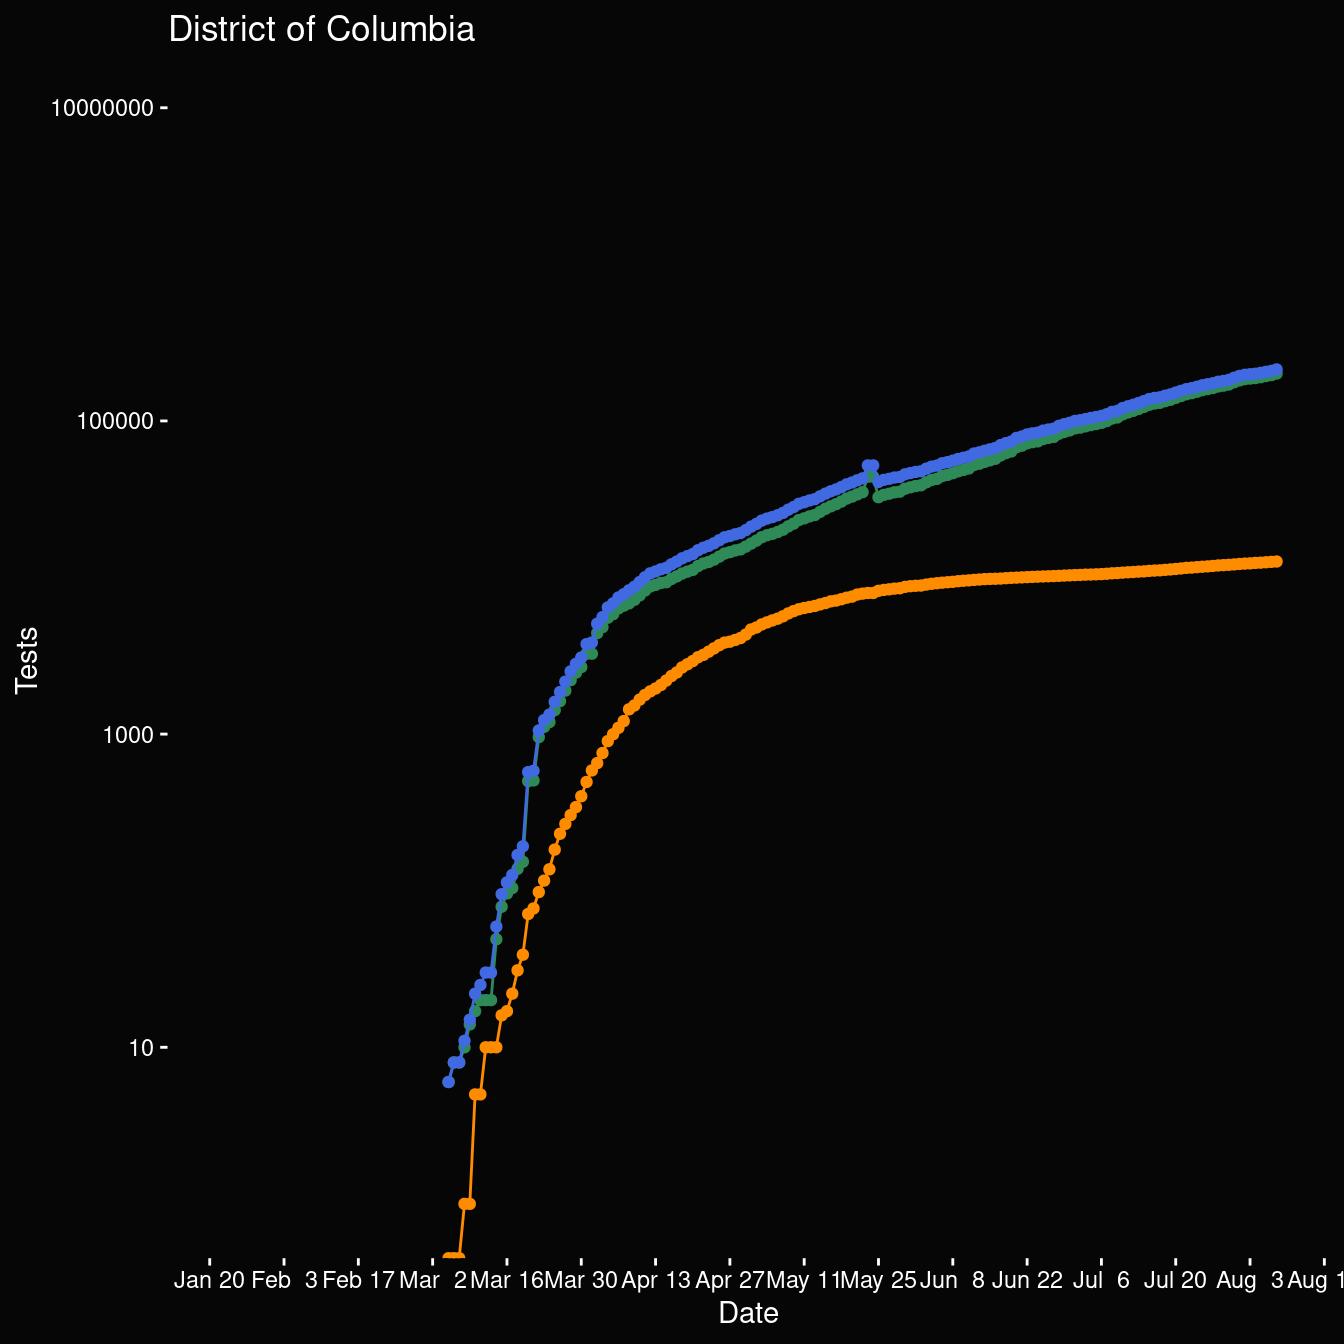 District of Columbia
10000000
100000
1000
10
Tests
Jan 20 Feb 3 Feb 17 Mar 2 Mar 16 Mar 30 Apr 13 Apr 27 May 11 May 25 Jun 8 Jun 22 Jul 6 Jul 20 Aug 3 Aug 1
Date